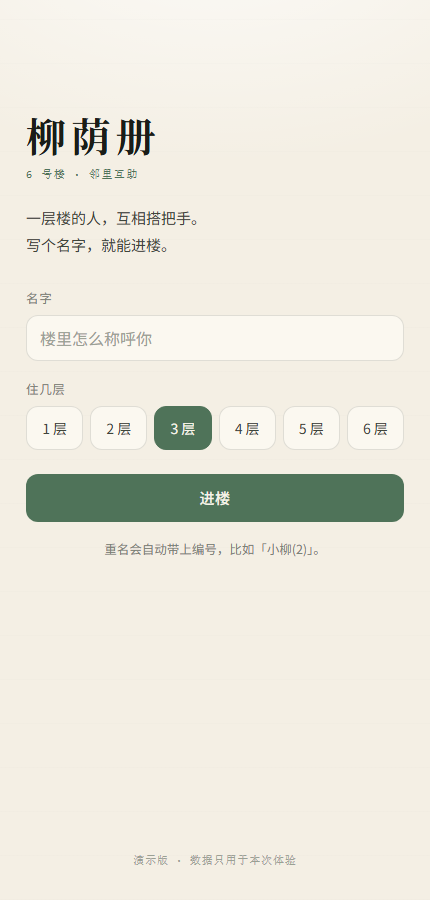 柳荫册
6 号楼 · 邻里互助
一层楼的人，互相搭把手。
写个名字，就能进楼。
名字
楼里怎么称呼你
住几层
1 层 2 层 3 层 4 层 5 层 6 层
进楼
重名会自动带上编号，比如「小柳(2)」。
演示版 · 数据只用于本次体验